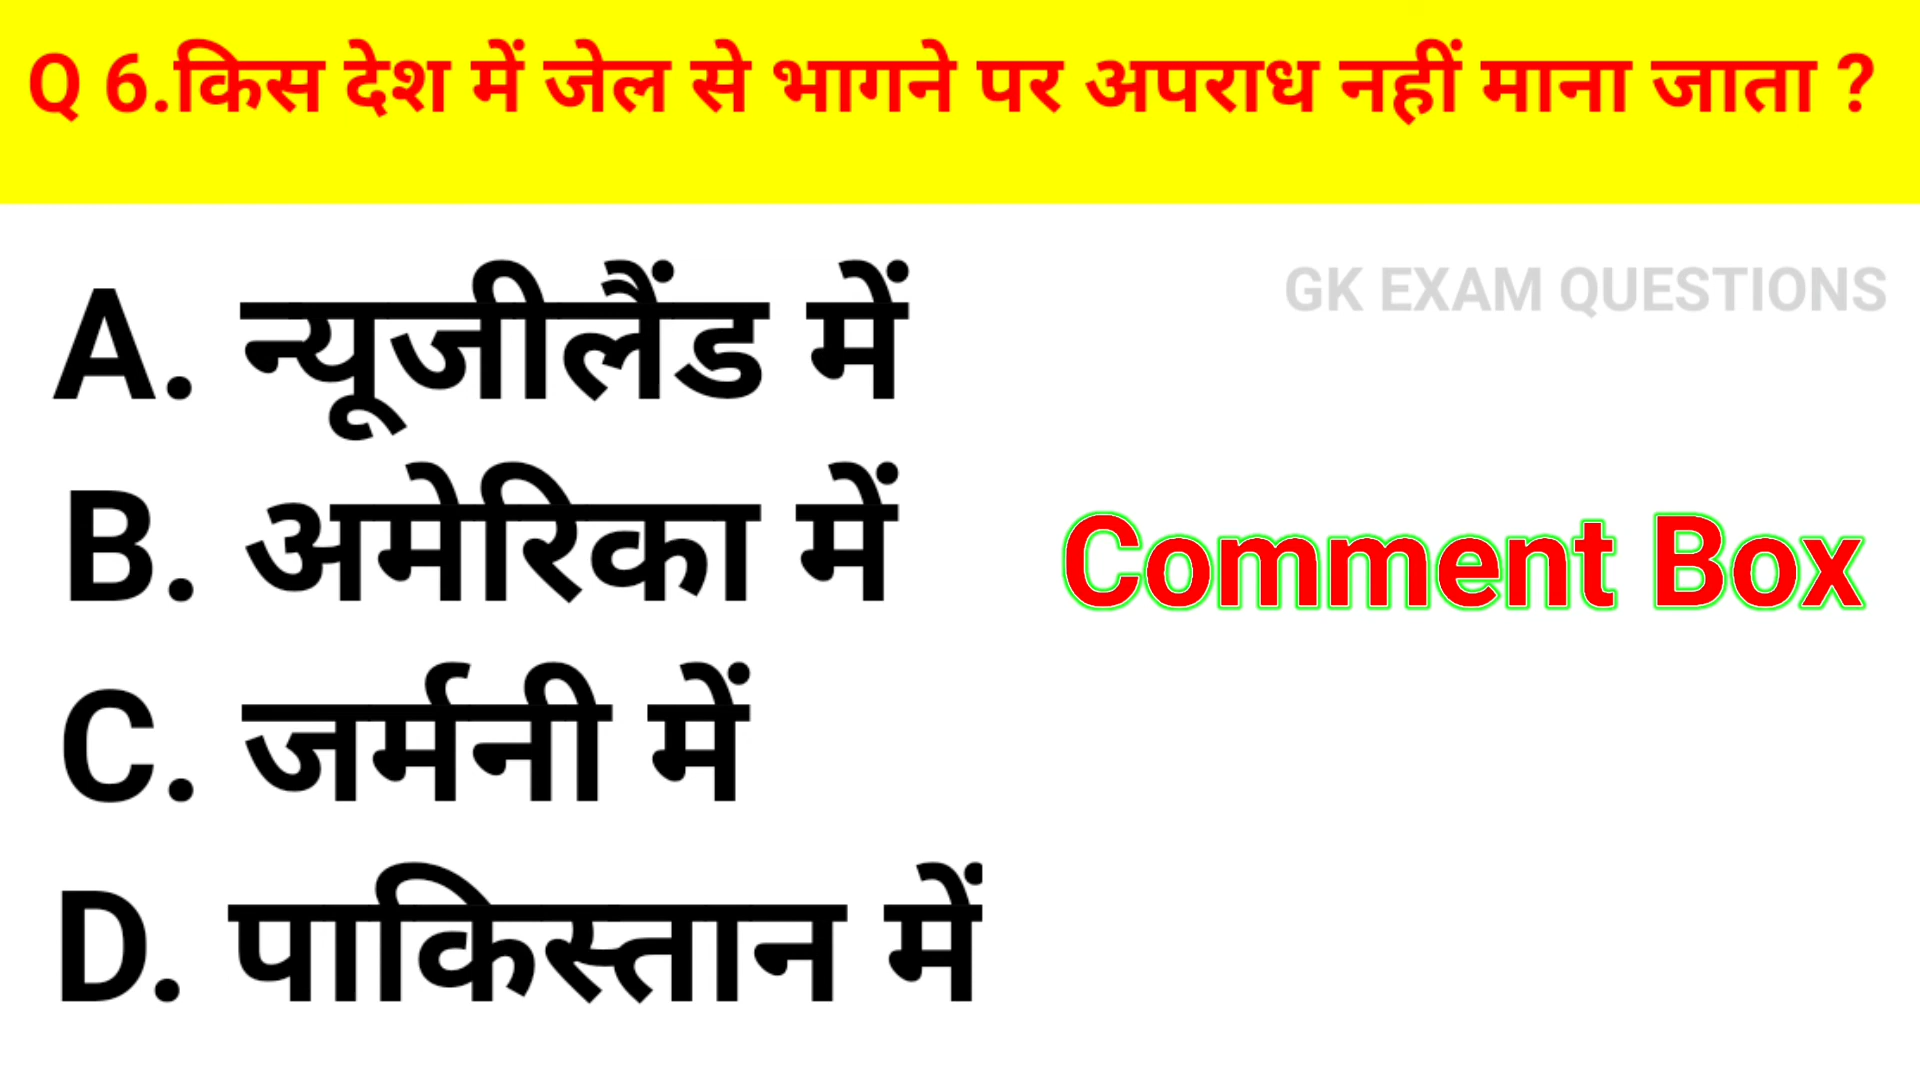 Q 6.किस देश में जेल से भागने पर अपराध नहीं माना जाता ?
GK EXAM QUESTIONS
A. न्यूजीलैंड में
B. अमेरिका में
Comment Box
C. जर्मनी में
D. पाकिस्तान में